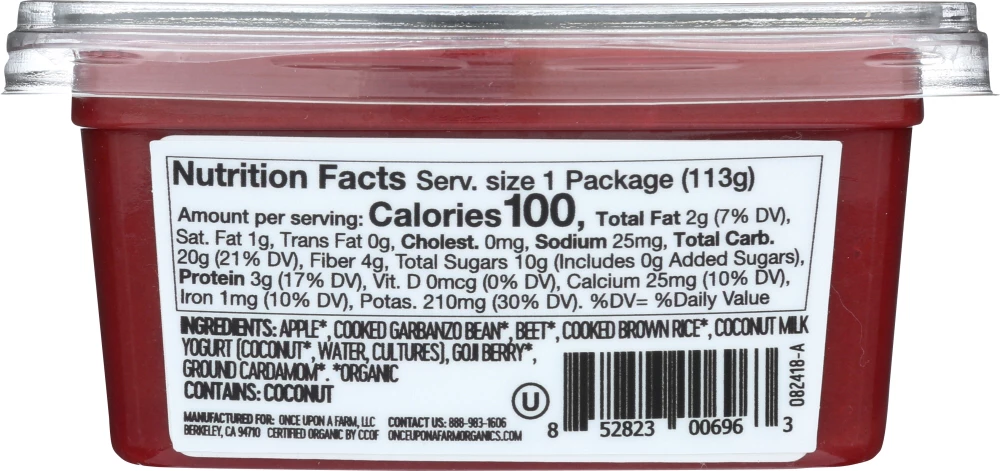 Nutrition Facts Serv. size 1 Package (113g)
Amount per serving: Calories 100, Total Fat 2g (7% DV),
Sat. Fat 1g, Trans Fat 0g, Cholest. 0mg, Sodium 25mg, Total Carb.
20g (21% DV), Fiber 4g, Total Sugars 10g (Includes 0g Added Sugars),
Protein 3g (17% DV), Vit. D 0mcg (0% DV), Calcium 25mg (10% DV),
Iron 1mg (10% DV), Potas. 210mg (30% DV). %DV= %Daily Value
INGREDIENTS: APPLE*, COOKED GARBANZO BEAN*, BEET*, COOKED BROWN RICE*, COCONUT MILK
YOGURT (COCONUT*, WATER, CULTURES), GOJI BERRY*,
GROUND CARDAMOM*. *ORGANIC
CONTAINS: COCONUT
MANUFACTURED FOR: ONCE UPON A FARM, LLC CONTACT US: 888-983-1606
BERKELEY, CA 94710 CERTIFIED ORGANIC BY CCOF ONCEUPONAFARMORGANICS.COM
U
8 52823 00696 3
082418-A